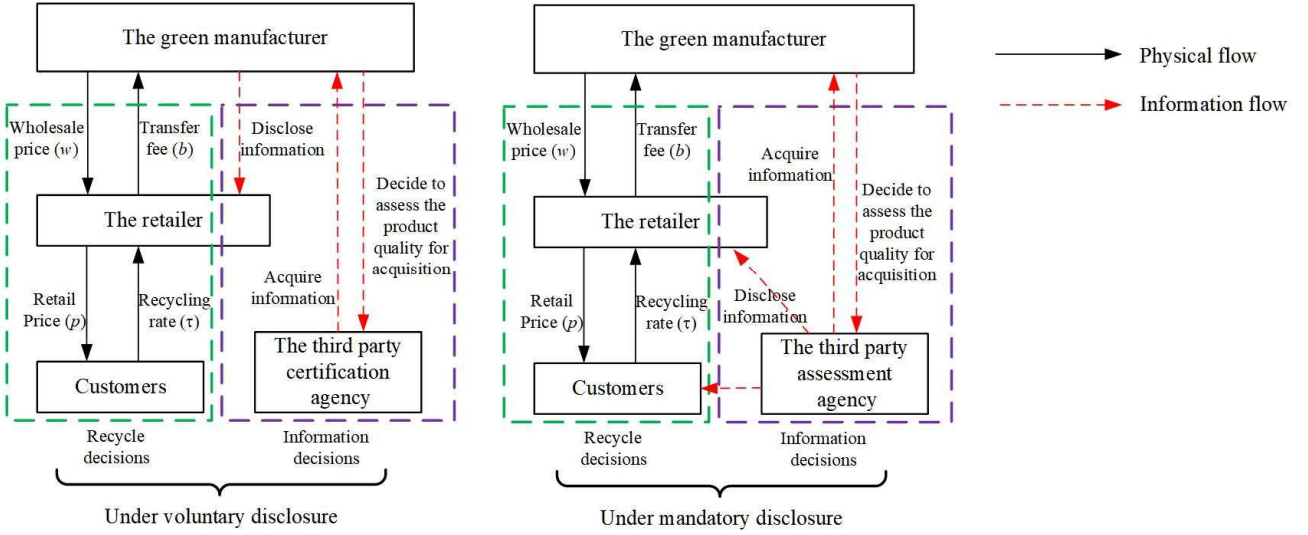 The green manufacturer
Wholesale
price (w)
Transfer
fee (b)
Disclose
information
Decide to
assess the
product
quality for
acquisition
The retailer
Retail
Price (p)
Recycling
rate (τ)
Acquire
information
The third party
certification
agency
Customers
Recycle
decisions
Information
decisions
Under voluntary disclosure
The green manufacturer
Wholesale
price (w)
Transfer
fee (b)
Acquire
information
Decide to
assess the
product
quality for
acquisition
The retailer
Retail
Price (p)
Recycling
rate (τ)
Disclose
information
The third party
assessment
agency
Customers
Recycle
decisions
Information
decisions
Under mandatory disclosure
Physical flow
Information flow